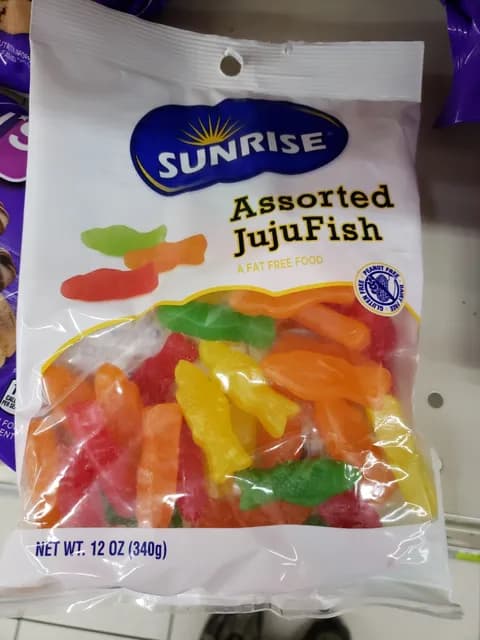 SUNRISE
Assorted
JujuFish
A FAT FREE FOOD
PEANUT FREE
GLUTEN FREE
NET WT. 12 OZ (340g)